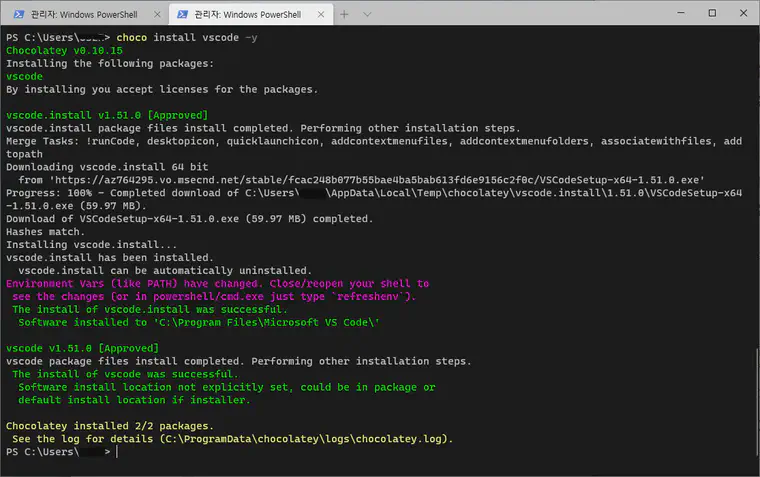 관리자: Windows PowerShell
관리자: Windows PowerShell
PS C:\Users\ > choco install vscode -y
Chocolatey v0.10.15
Installing the following packages:
vscode
By installing you accept licenses for the packages.
vscode.install v1.51.0 [Approved]
vscode.install package files install completed. Performing other installation steps.
Merge Tasks: !runCode, desktopicon, quicklaunchicon, addcontextmenufiles, addcontextmenufolders, associatewithfiles, add
topath
Downloading vscode.install 64 bit
from 'https://az764295.vo.msecnd.net/stable/fcac248b077b55bae4ba5bab613fd6e9156c2f0c/VSCodeSetup-x64-1.51.0.exe'
Progress: 100% - Completed download of C:\Users\ \AppData\Local\Temp\chocolatey\vscode.install\1.51.0\VSCodeSetup-x64
-1.51.0.exe (59.97 MB).
Download of VSCodeSetup-x64-1.51.0.exe (59.97 MB) completed.
Hashes match.
Installing vscode.install...
vscode.install has been installed.
vscode.install can be automatically uninstalled.
Environment Vars (like PATH) have changed. Close/reopen your shell to
see the changes (or in powershell/cmd.exe just type `refreshenv`).
The install of vscode.install was successful.
Software installed to 'C:\Program Files\Microsoft VS Code\'
vscode v1.51.0 [Approved]
vscode package files install completed. Performing other installation steps.
The install of vscode was successful.
Software install location not explicitly set, could be in package or
default install location if installer.
Chocolatey installed 2/2 packages.
See the log for details (C:\ProgramData\chocolatey\logs\chocolatey.log).
PS C:\Users\ >